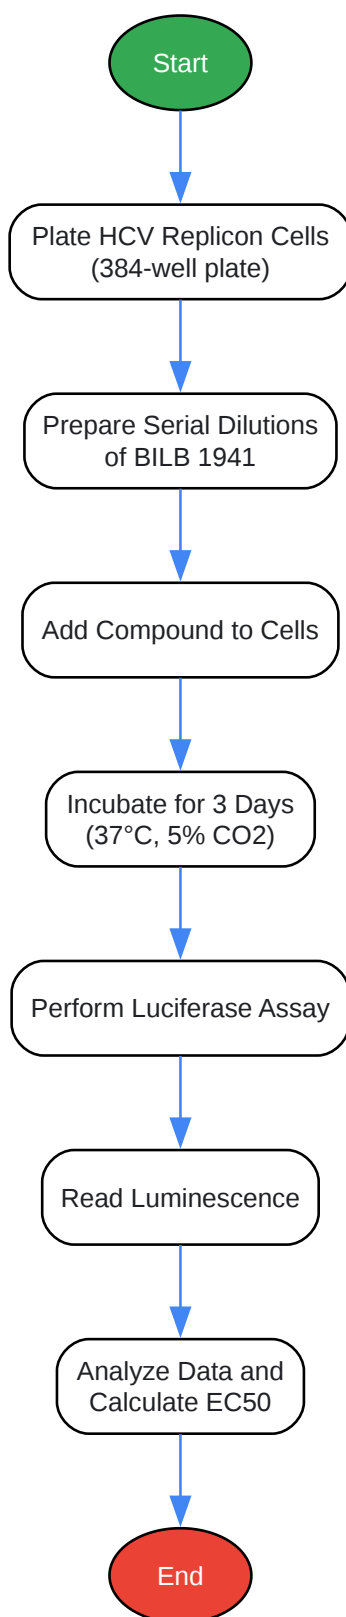 Start
Plate HCV Replicon Cells
(384-well plate)
Prepare Serial Dilutions
of BILB 1941
Add Compound to Cells
Incubate for 3 Days
(37°C, 5% CO2)
Perform Luciferase Assay
Read Luminescence
Analyze Data and
Calculate EC50
End